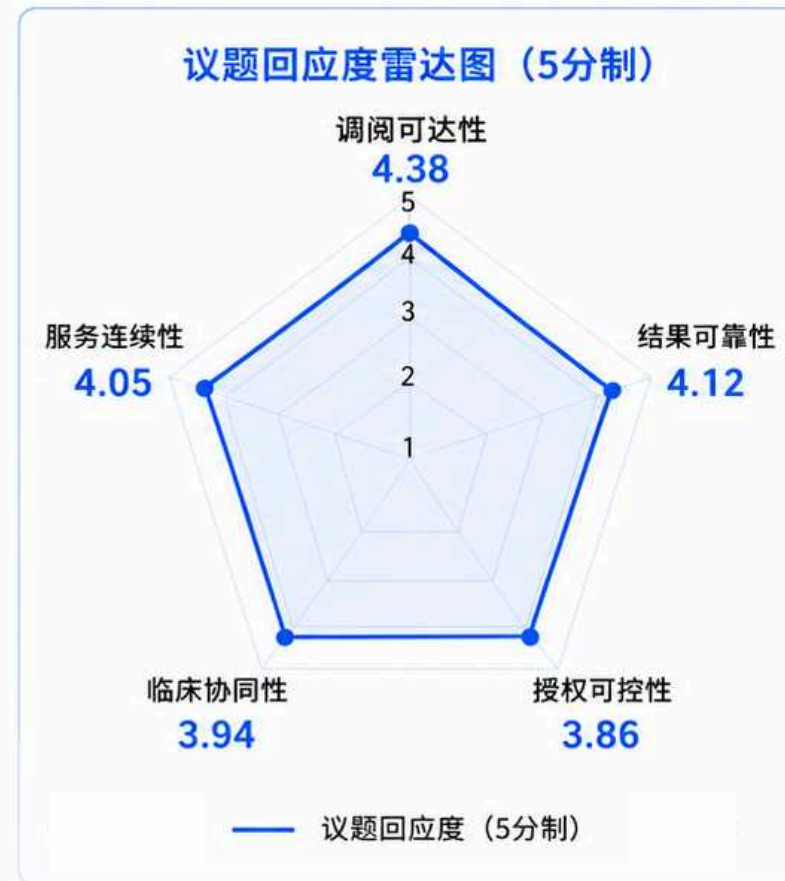 议题回应度雷达图（5分制）
调阅可达性
4.38
5
4
3
2
1
服务连续性
4.05
结果可靠性
4.12
临床协同性
3.94
授权可控性
3.86
议题回应度（5分制）